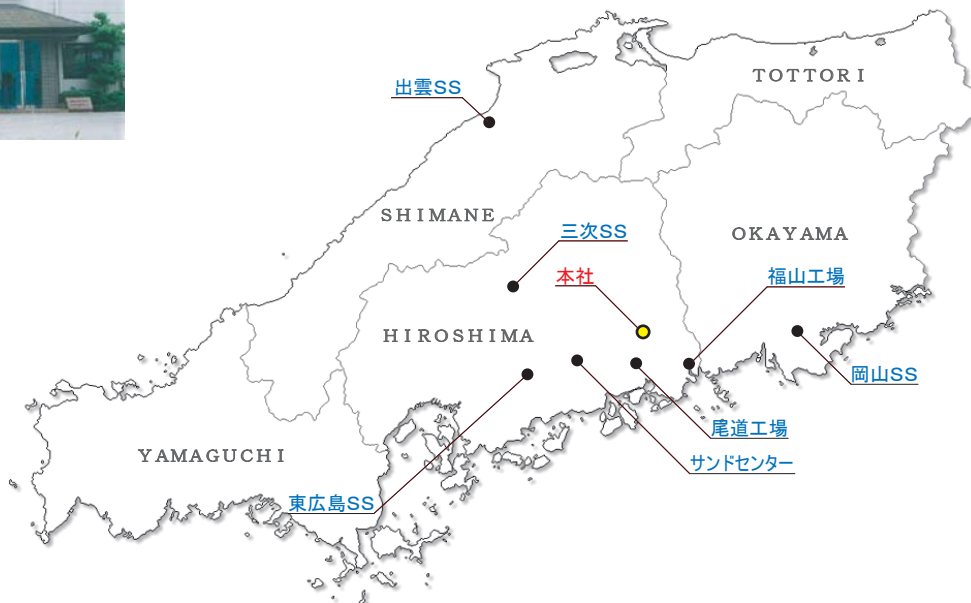 TOTTORI
出雲SS
SHIMANE
三次SS
OKAYAMA
本社
福山工場
HIROSHIMA
岡山SS
尾道工場
サンドセンター
YAMAGUCHI
東広島SS